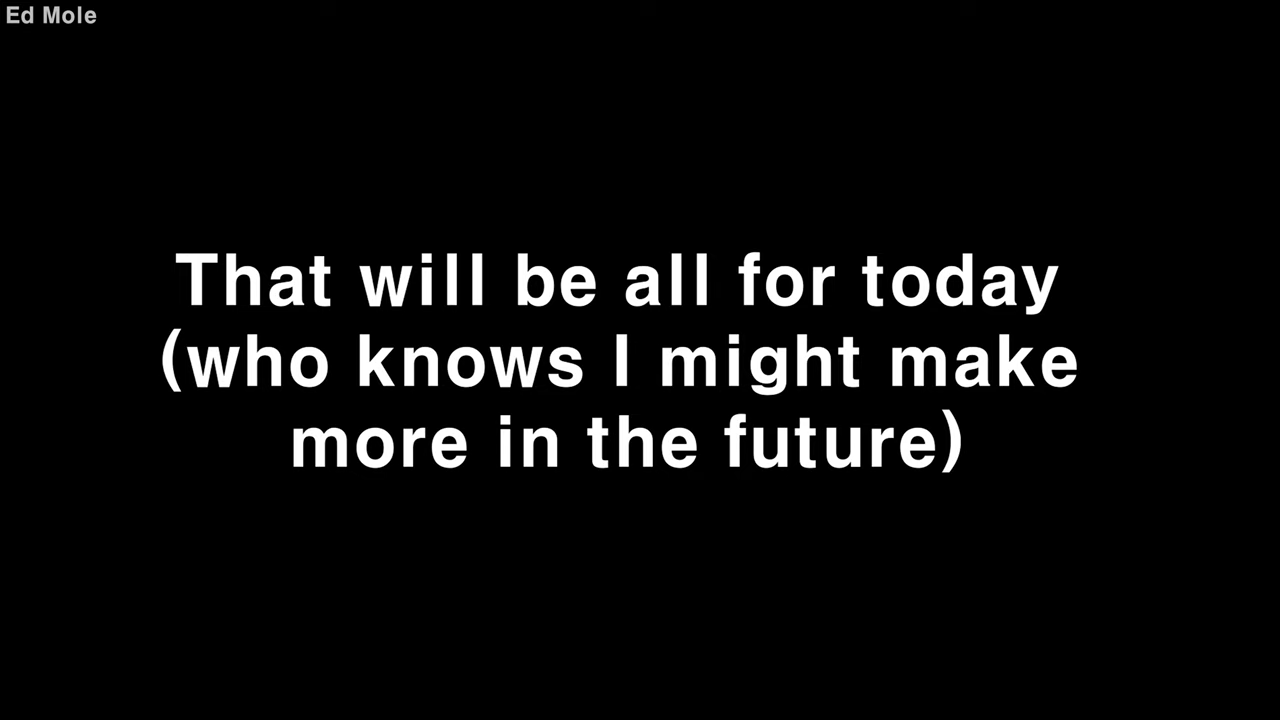 Ed Mole
That will be all for today
(who knows I might make
more in the future)